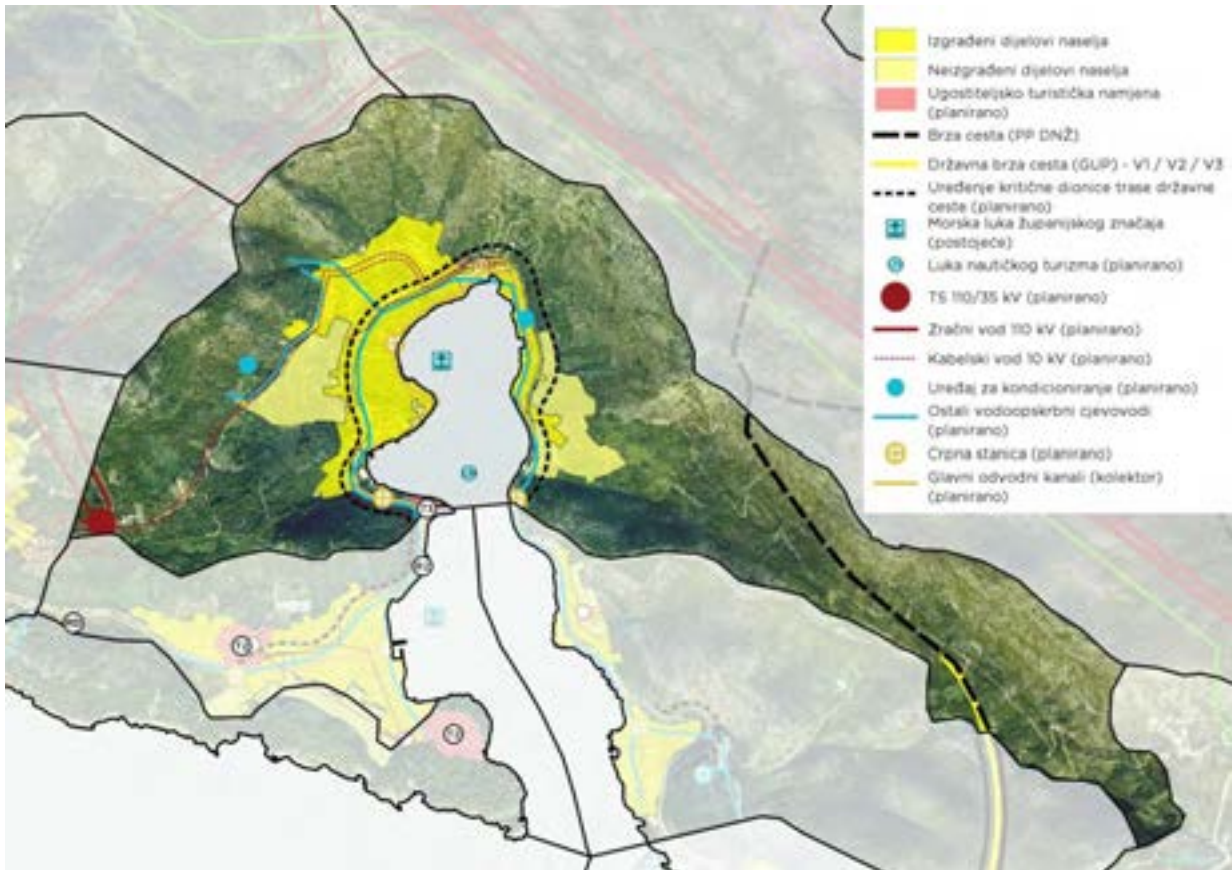 Izgrađeni dijelovi naselja
Neizgrađeni dijelovi naselja
Ugostiteljsko turistička namjena
(planirano)
Brza cesta (PP DNŽ)
Državna brza cesta (GUP) - V1 / V2 / V3
Uređenje kritične dionice trase državne
ceste (planirano)
Morska luka županijskog značaja
(postojeće)
Luka nautičkog turizma (planirano)
TS 110/35 kV (planirano)
Zračni vod 110 kV (planirano)
Kabelski vod 10 kV (planirano)
Uređaj za kondicioniranje (planirano)
Ostali vodoopskrbni cjevovodi
(planirano)
Crpna stanica (planirano)
Glavni odvodni kanali (kolektor)
(planirano)